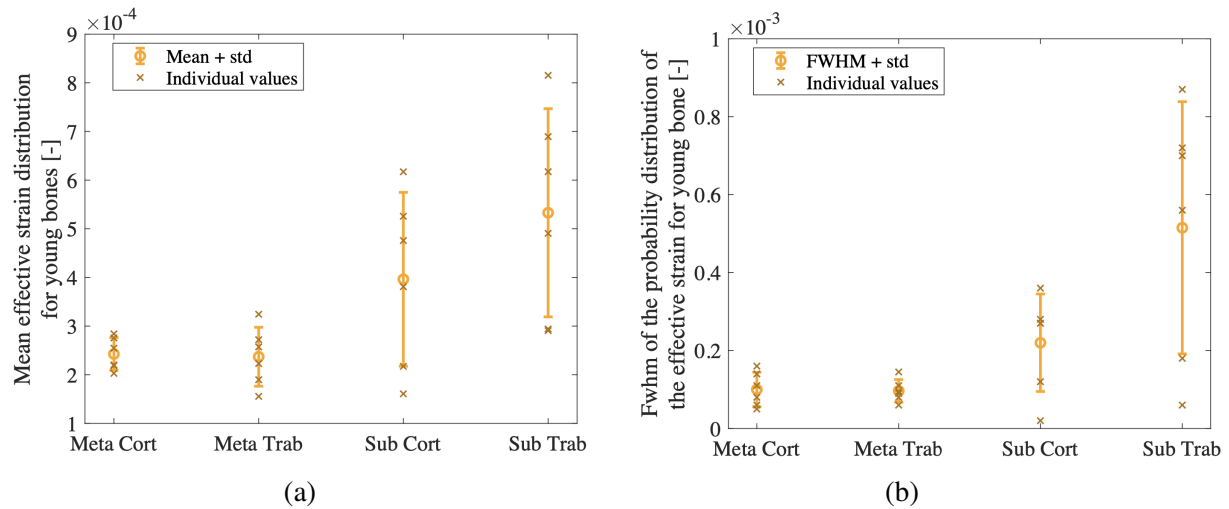 ×10⁻⁴
9
8
7
6
5
4
3
2
1
Mean effective strain distribution
for young bones [-]
Mean + std
Individual values
Meta Cort
Meta Trab
Sub Cort
Sub Trab
(a)
×10⁻³
1
0.8
0.6
0.4
0.2
0
Fwhm of the probability distribution of
the effective strain for young bone [-]
FWHM + std
Individual values
Meta Cort
Meta Trab
Sub Cort
Sub Trab
(b)